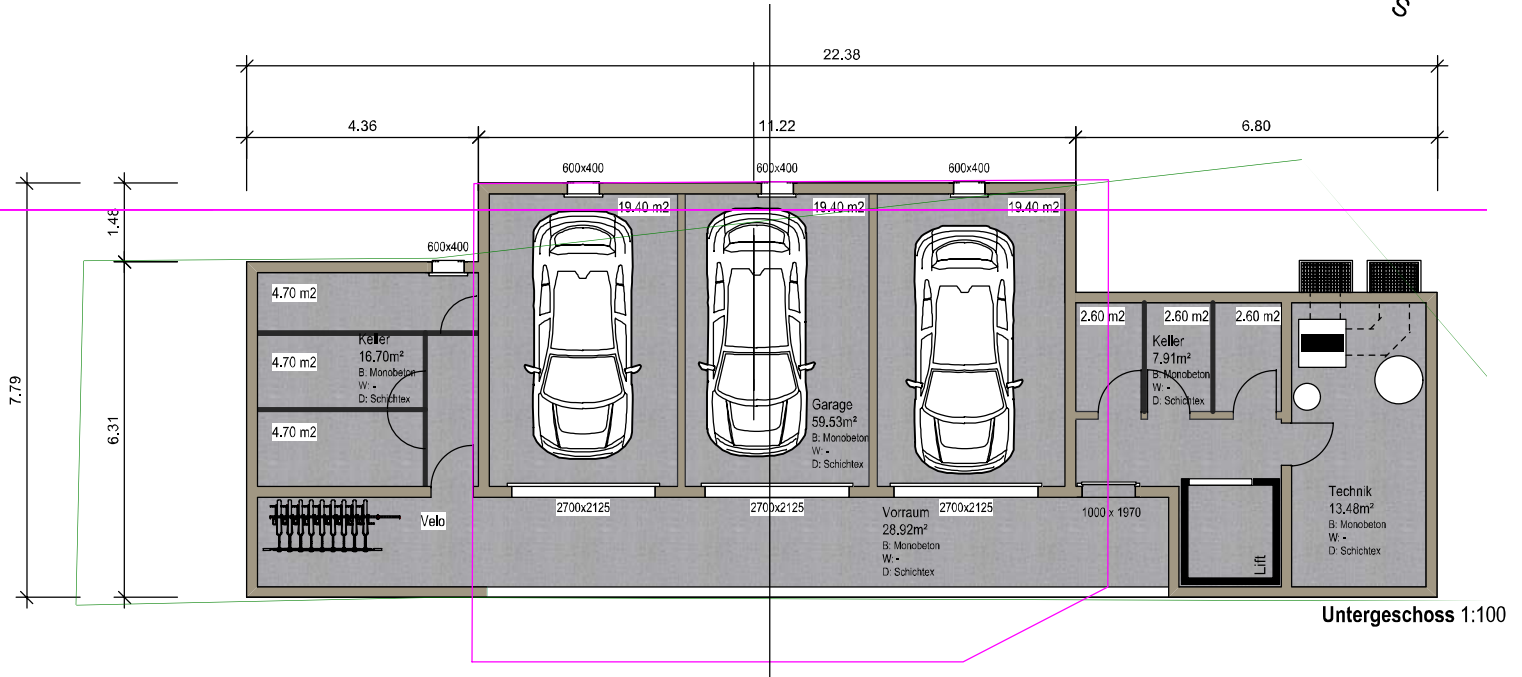 S
22.38
4.36
11.22
6.80
600x400
600x400
600x400
1.48
19.40 m2
19.40 m2
19.40 m2
600x400
4.70 m2
2.60 m2
2.60 m2
2.60 m2
Keller
16.70m²
B: Monobeton
W: -
D: Schichtex
Keller
7.91m²
B: Monobeton
W: -
D: Schichtex
4.70 m2
7.79
6.31
Garage
59.53m²
B: Monobeton
W: -
D: Schichtex
4.70 m2
Technik
13.48m²
B: Monobeton
W: -
D: Schichtex
2700x2125
2700x2125
2700x2125
1000 x 1970
Velo
Vorraum
28.92m²
B: Monobeton
W: -
D: Schichtex
Lift
Untergeschoss 1:100